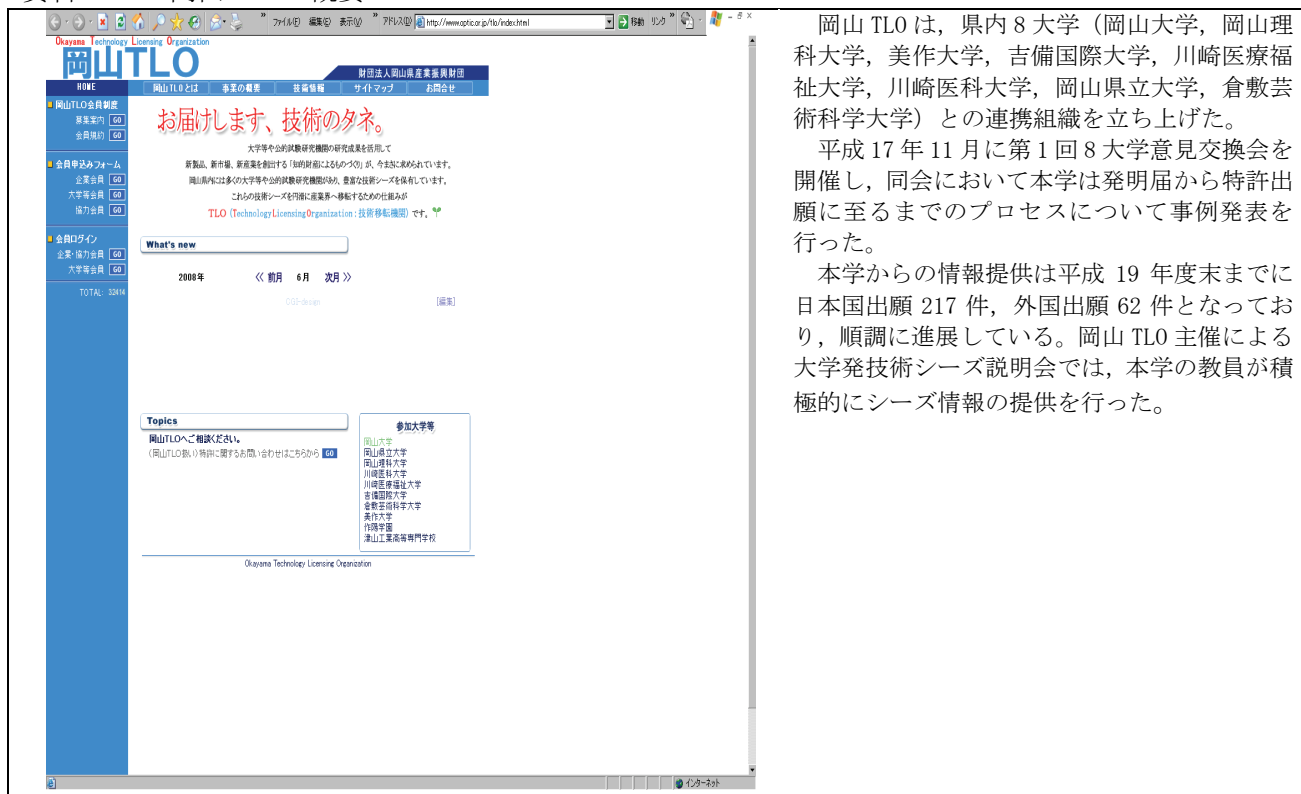 ファイル(F) 編集(E) 表示(V) アドレス(D) http://www.optic.or.jp/tlo/index.html 移動 リンク
Okayama Technology Licensing Organization
岡山TLO
財団法人岡山県産業振興財団
HOME 岡山TLOとは 事業の概要 技術情報 サイトマップ お問合せ
岡山TLO会員制度
募集案内 GO
会員規約 GO
会員申込みフォーム
企業会員 GO
大学等会員 GO
協力会員 GO
会員ログイン
企業・協力会員 GO
大学等会員 GO
TOTAL: 32414
お届けします、技術のタネ。
大学等や公的試験研究機関の研究成果を活用して
新製品、新市場、新産業を創出する「知的財産によるものづくり」が、今まさに求められています。
岡山県内には多くの大学等や公的試験研究機関があり、豊富な技術シーズを保有しています。
これらの技術シーズを円滑に産業界へ移転するための仕組みが
TLO (Technology Licensing Organization : 技術移転機関) です。
What's new
2008年 << 前月 6月 次月 >>
CGI-design [編集]
Topics
岡山TLOへご相談ください。
(岡山TLO扱い)特許に関するお問い合わせはこちらから GO
参加大学等
岡山大学
岡山県立大学
岡山理科大学
川崎医科大学
川崎医療福祉大学
吉備国際大学
倉敷芸術科学大学
美作大学
作陽学園
津山工業高等専門学校
Okayama Technology Licensing Organization
インターネット
岡山 TLO は，県内 8 大学（岡山大学，岡山理
科大学，美作大学，吉備国際大学，川崎医療福
祉大学，川崎医科大学，岡山県立大学，倉敷芸
術科学大学）との連携組織を立ち上げた。
平成 17 年 11 月に第 1 回 8 大学意見交換会を
開催し，同会において本学は発明届から特許出
願に至るまでのプロセスについて事例発表を
行った。
本学からの情報提供は平成 19 年度末までに
日本国出願 217 件，外国出願 62 件となってお
り，順調に進展している。岡山 TLO 主催による
大学発技術シーズ説明会では，本学の教員が積
極的にシーズ情報の提供を行った。